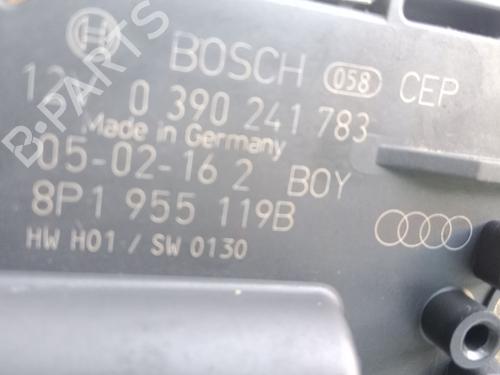 BOSCH 058 CEP
12V 0 390 241 783
Made in Germany
05-02-16 2 BOY
8P1 955 119B
HW H01 / SW 0130
B-PARTS